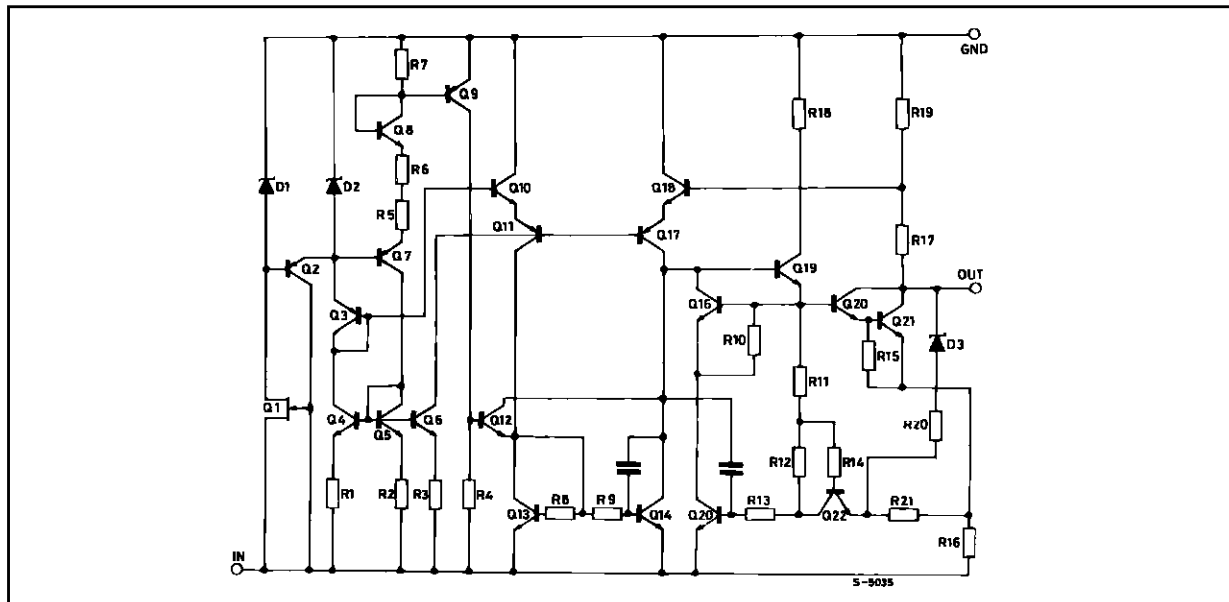 GND
R7
Q9
Q8
R18
R19
R6
D1
D2
Q10
Q18
R5
Q11
Q17
R17
Q2
Q7
Q19
OUT
Q3
Q16
Q20
Q21
R10
R15
D3
R11
Q1
Q4
Q5
Q6
Q12
R20
R12
R14
R1
R2
R3
R4
R8
R9
R13
Q13
Q14
Q20
Q22
R21
R16
IN
S-5035